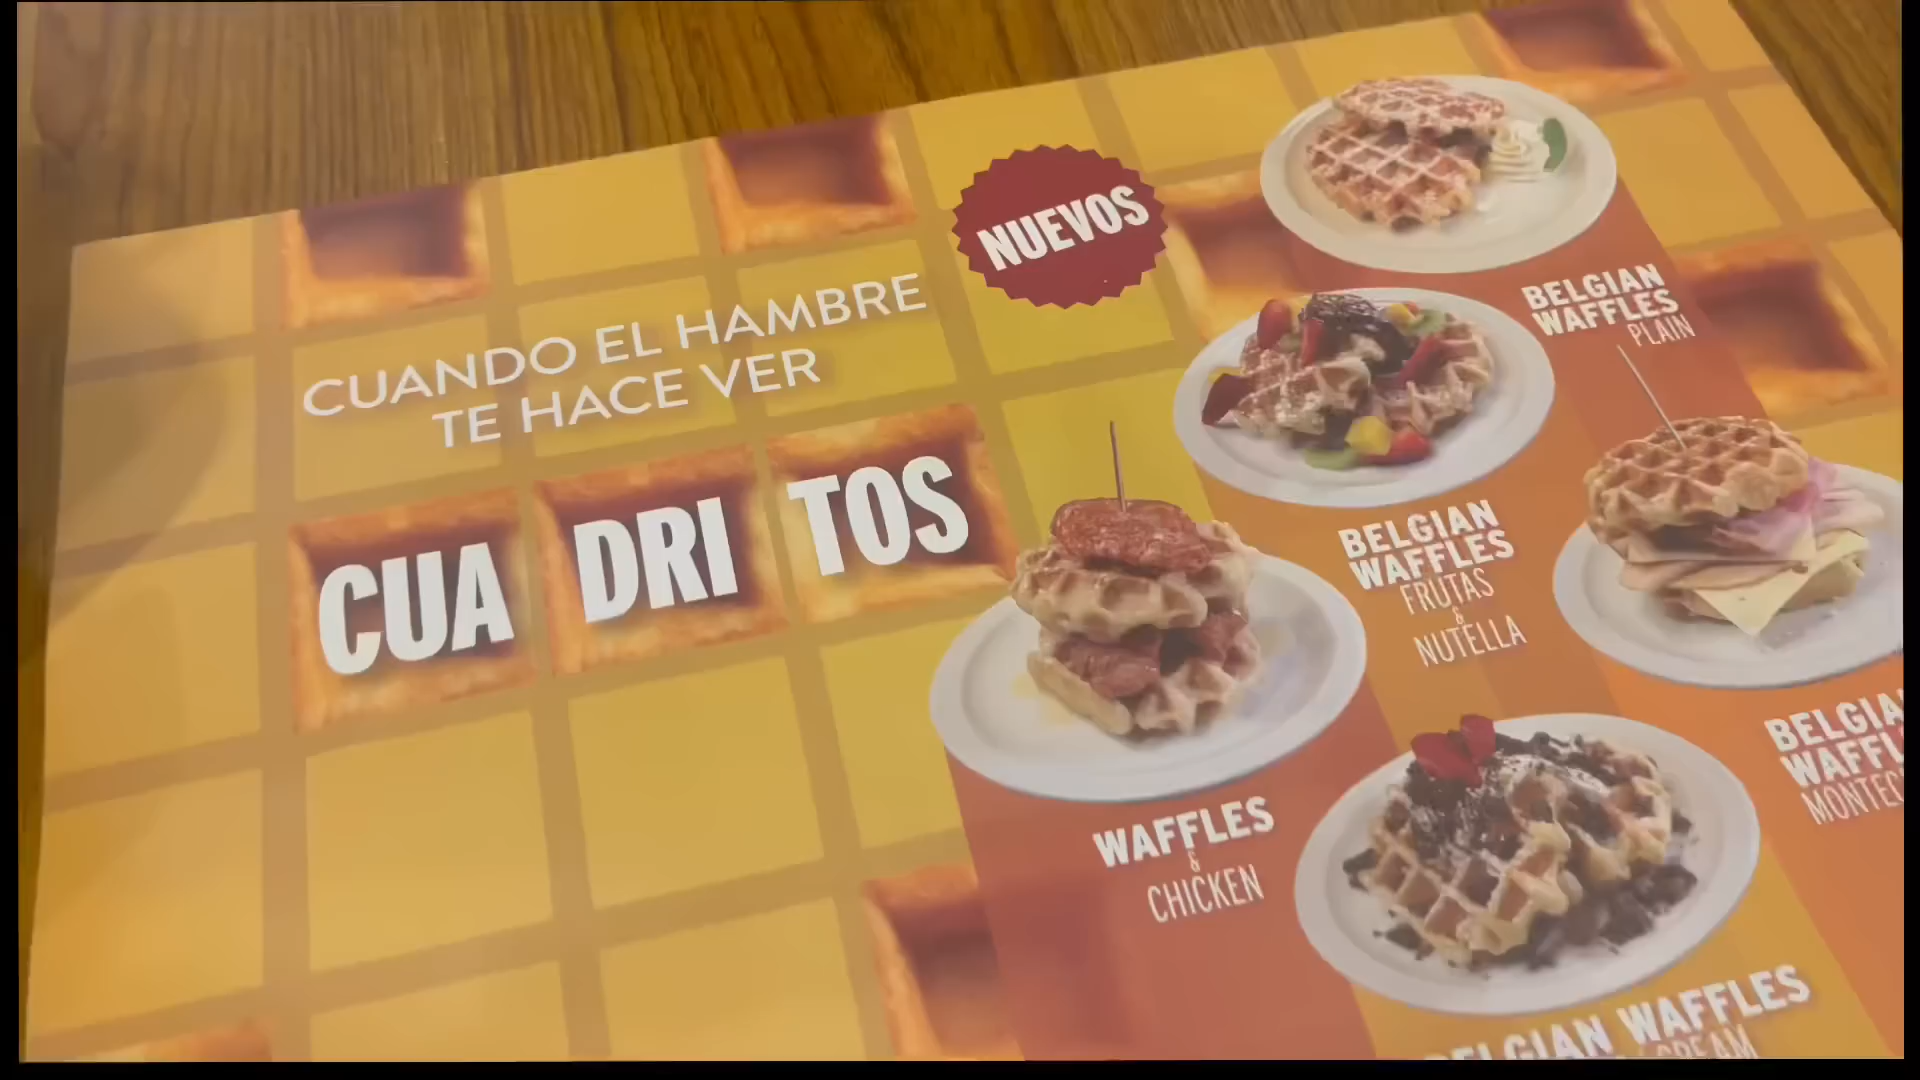 NUEVOS
CUANDO EL HAMBRE
TE HACE VER
CUA DRI TOS
BELGIAN
WAFFLES
PLAIN
BELGIAN
WAFFLES
FRUTAS
&
NUTELLA
WAFFLES
&
CHICKEN
BELGIAN WAFFLES